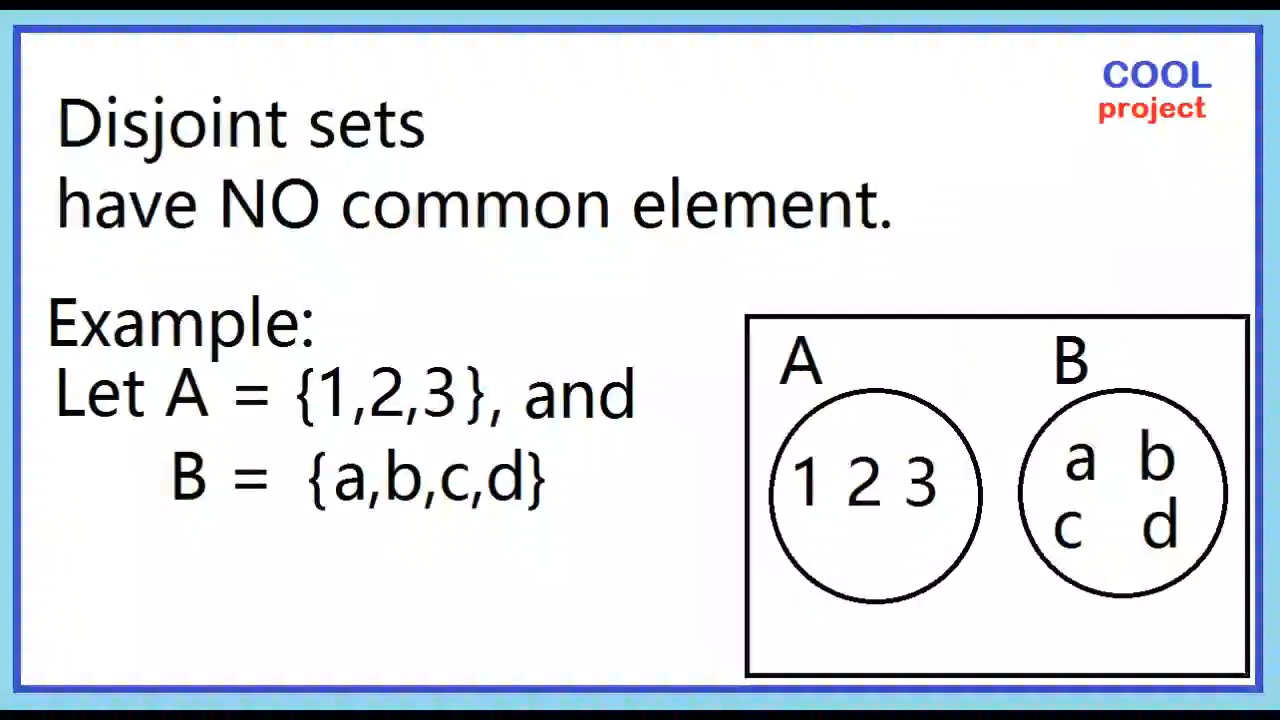 COOL
project
Disjoint sets
have NO common element.
Example:
Let A = {1,2,3}, and
B = {a,b,c,d}
A B
1 2 3
a b
c d